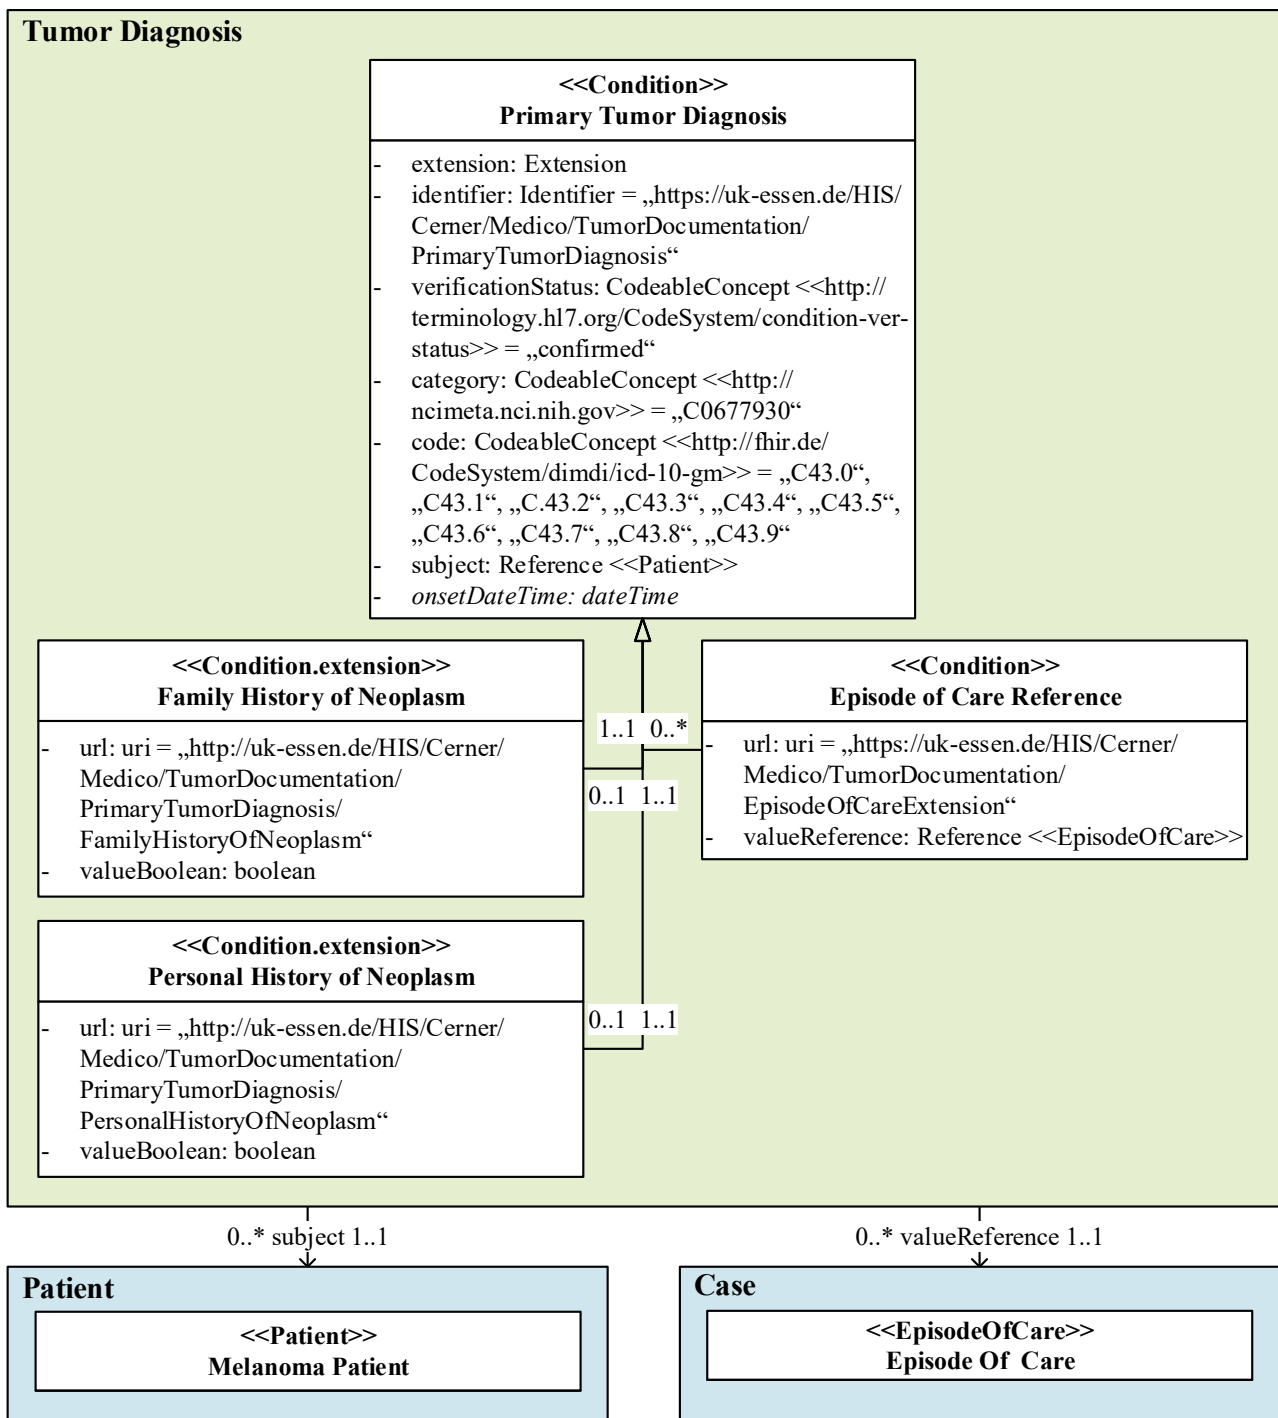 Tumor Diagnosis
<<Condition>>
Primary Tumor Diagnosis
- extension: Extension
- identifier: Identifier = „https://uk-essen.de/HIS/
Cerner/Medico/TumorDocumentation/
PrimaryTumorDiagnosis“
- verificationStatus: CodeableConcept <<http://
terminology.hl7.org/CodeSystem/condition-ver-
status>> = „confirmed“
- category: CodeableConcept <<http://
ncimeta.nci.nih.gov>> = „C0677930“
- code: CodeableConcept <<http://fhir.de/
CodeSystem/dimdi/icd-10-gm>> = „C43.0“,
„C43.1“, „C.43.2“, „C43.3“, „C43.4“, „C43.5“,
„C43.6“, „C43.7“, „C43.8“, „C43.9“
- subject: Reference <<Patient>>
- onsetDateTime: dateTime
<<Condition.extension>>
Family History of Neoplasm
- url: uri = „http://uk-essen.de/HIS/Cerner/
Medico/TumorDocumentation/
PrimaryTumorDiagnosis/
FamilyHistoryOfNeoplasm“
- valueBoolean: boolean
1..1 0..*
0..1 1..1
<<Condition>>
Episode of Care Reference
- url: uri = „https://uk-essen.de/HIS/Cerner/
Medico/TumorDocumentation/
EpisodeOfCareExtension“
- valueReference: Reference <<EpisodeOfCare>>
<<Condition.extension>>
Personal History of Neoplasm
- url: uri = „http://uk-essen.de/HIS/Cerner/
Medico/TumorDocumentation/
PrimaryTumorDiagnosis/
PersonalHistoryOfNeoplasm“
- valueBoolean: boolean
0..1 1..1
0..* subject 1..1
0..* valueReference 1..1
Patient
<<Patient>>
Melanoma Patient
Case
<<EpisodeOfCare>>
Episode Of Care